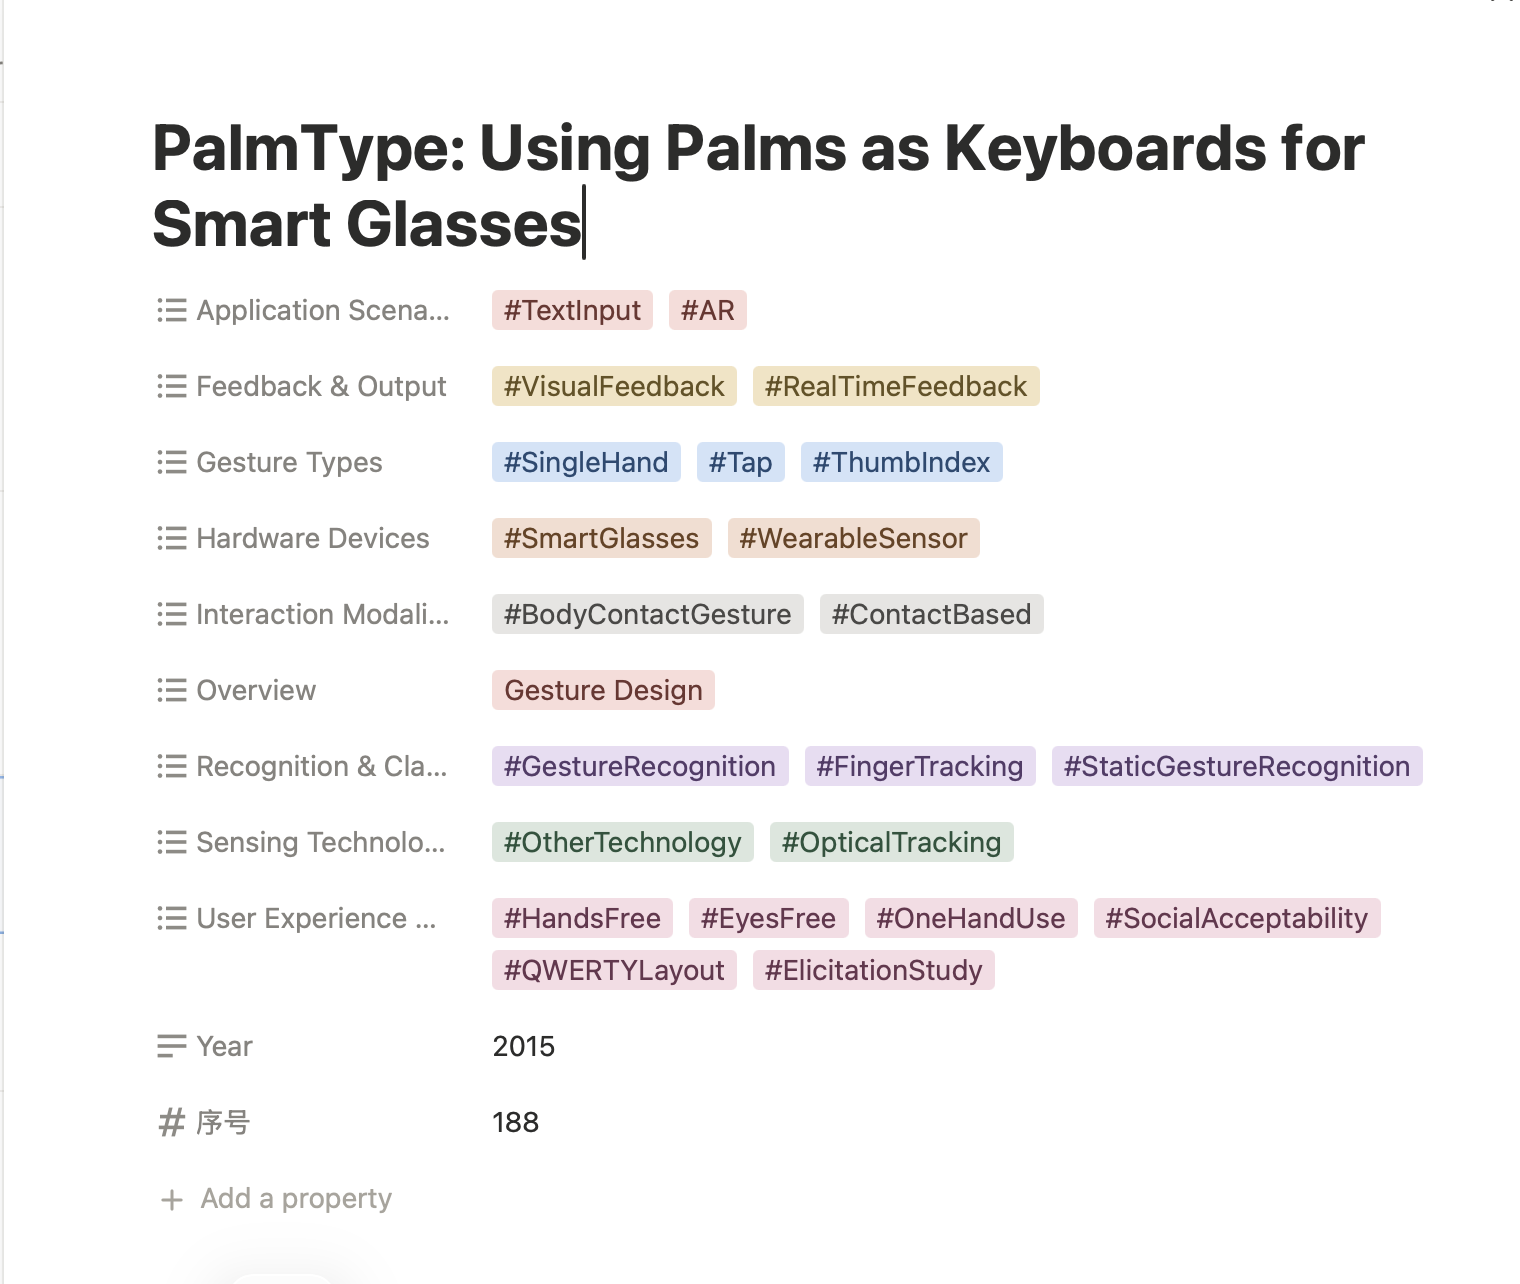 PalmType: Using Palms as Keyboards for
Smart Glasses
Application Scena... #TextInput #AR
Feedback & Output #VisualFeedback #RealTimeFeedback
Gesture Types #SingleHand #Tap #ThumbIndex
Hardware Devices #SmartGlasses #WearableSensor
Interaction Modali... #BodyContactGesture #ContactBased
Overview Gesture Design
Recognition & Cla... #GestureRecognition #FingerTracking #StaticGestureRecognition
Sensing Technolo... #OtherTechnology #OpticalTracking
User Experience ... #HandsFree #EyesFree #OneHandUse #SocialAcceptability
#QWERTYLayout #ElicitationStudy
Year 2015
序号 188
Add a property